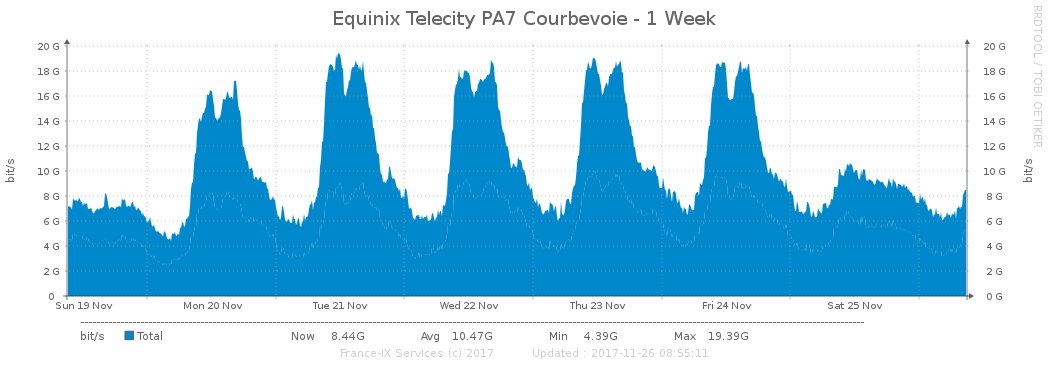 Equinix Telecity PA7 Courbevoie - 1 Week
RRDTOOL / TOBI OETIKER
bit/s
20 G 20 G
18 G 18 G
16 G 16 G
14 G 14 G
12 G 12 G
10 G 10 G
8 G 8 G
6 G 6 G
4 G 4 G
2 G 2 G
0 0 G
bit/s
Sun 19 Nov Mon 20 Nov Tue 21 Nov Wed 22 Nov Thu 23 Nov Fri 24 Nov Sat 25 Nov
bit/s Total Now 8.44G Avg 10.47G Min 4.39G Max 19.39G
France-IX Services (c) 2017 Updated : 2017-11-26 08:55:11